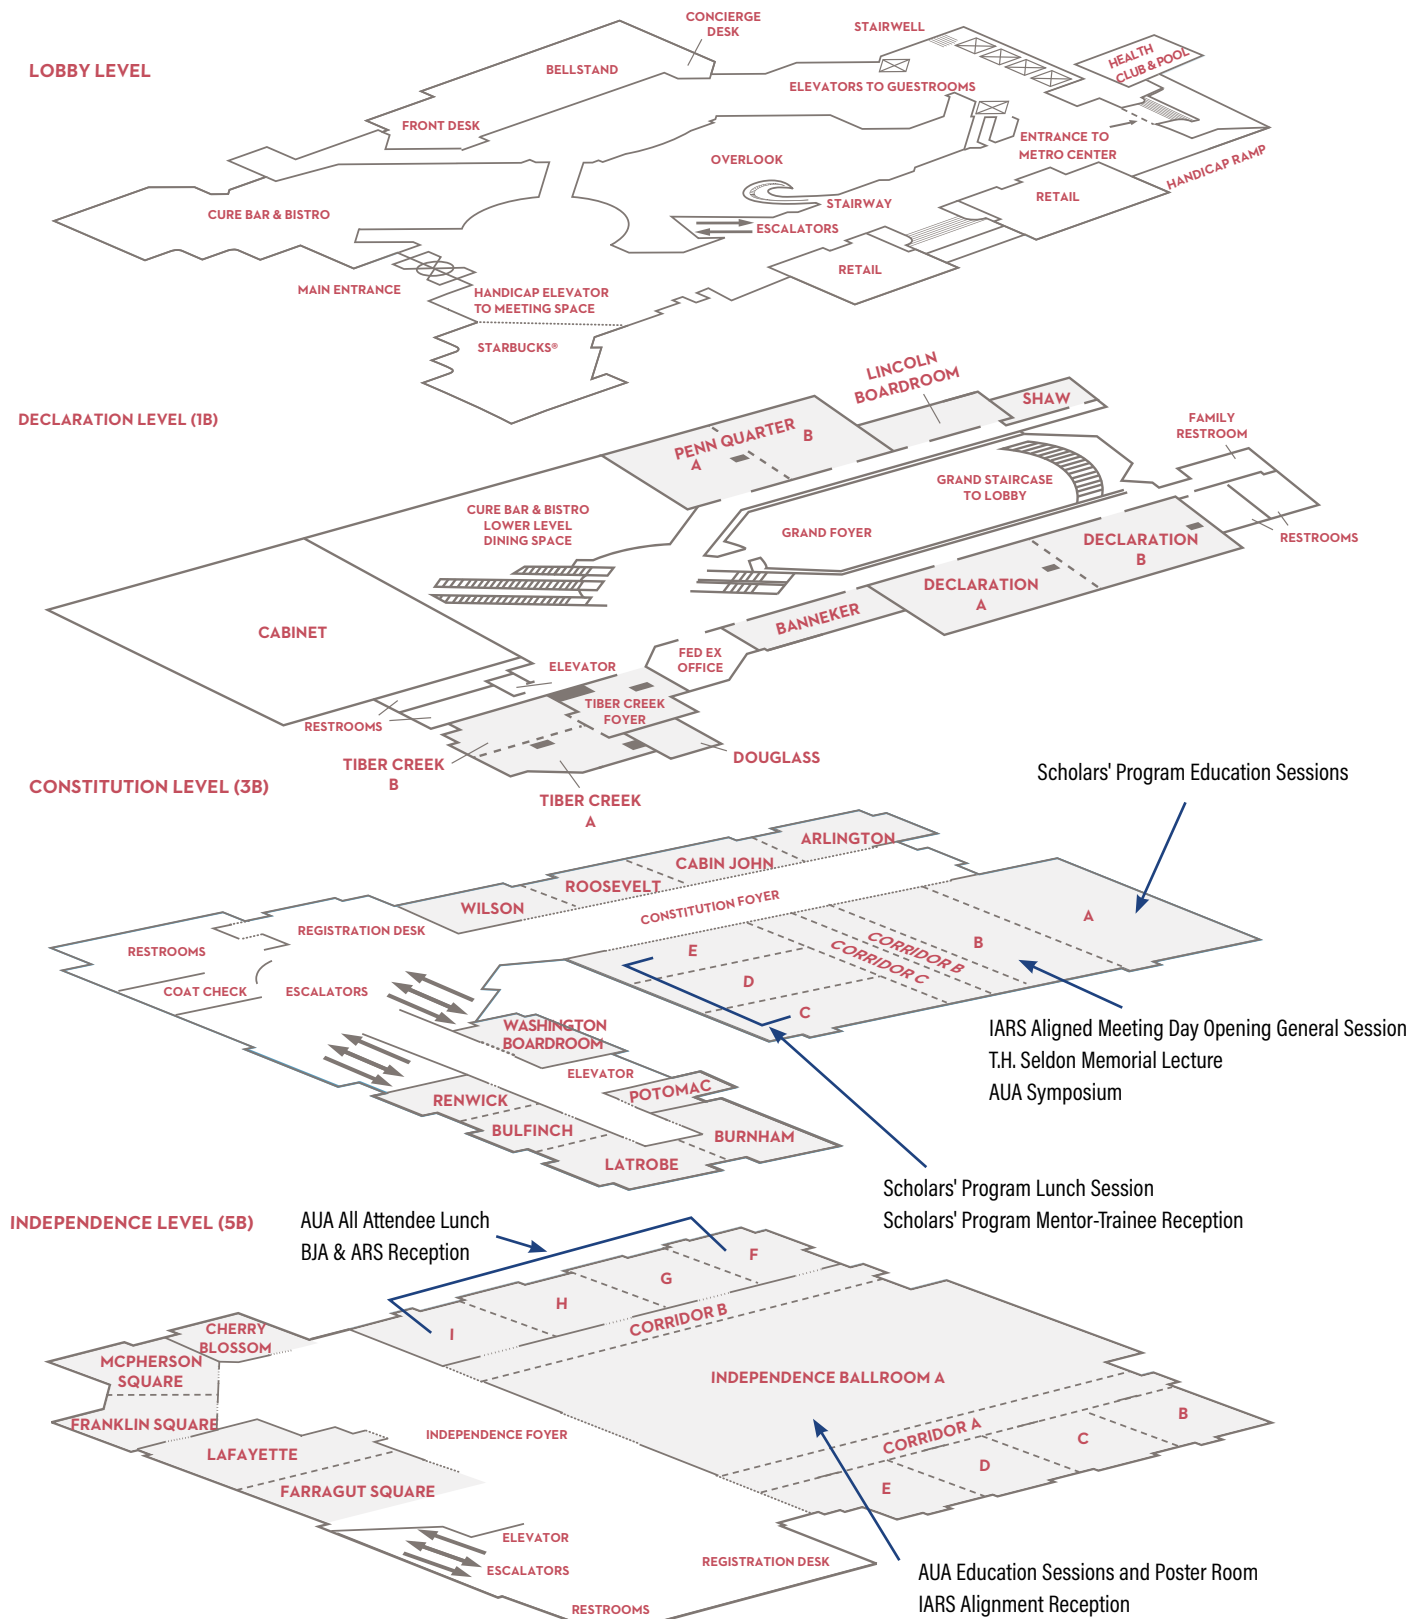 LOBBY LEVEL
CONCIERGE
DESK
BELLSTAND
FRONT DESK
STAIRWELL
HEALTH
CLUB & POOL
ELEVATORS TO GUESTROOMS
ENTRANCE TO
METRO CENTER
HANDICAP RAMP
OVERLOOK
STAIRWAY
ESCALATORS
RETAIL
RETAIL
CURE BAR & BISTRO
MAIN ENTRANCE
HANDICAP ELEVATOR
TO MEETING SPACE
STARBUCKS®
DECLARATION LEVEL (1B)
LINCOLN
BOARDROOM
SHAW
PENN QUARTER
A
B
FAMILY
RESTROOM
GRAND STAIRCASE
TO LOBBY
CURE BAR & BISTRO
LOWER LEVEL
DINING SPACE
GRAND FOYER
RESTROOMS
DECLARATION
B
DECLARATION
A
BANNEKER
CABINET
FED EX
OFFICE
ELEVATOR
TIBER CREEK
FOYER
RESTROOMS
DOUGLASS
TIBER CREEK
B
TIBER CREEK
A
CONSTITUTION LEVEL (3B)
Scholars' Program Education Sessions
ARLINGTON
CABIN JOHN
ROOSEVELT
WILSON
CONSTITUTION FOYER
REGISTRATION DESK
RESTROOMS
COAT CHECK
ESCALATORS
A
B
CORRIDOR B
CORRIDOR C
E
D
C
WASHINGTON
BOARDROOM
ELEVATOR
POTOMAC
RENWICK
BULFINCH
LATROBE
BURNHAM
IARS Aligned Meeting Day Opening General Session
T.H. Seldon Memorial Lecture
AUA Symposium
Scholars' Program Lunch Session
Scholars' Program Mentor-Trainee Reception
INDEPENDENCE LEVEL (5B)
AUA All Attendee Lunch
BJA & ARS Reception
F
G
H
I
CORRIDOR B
CHERRY
BLOSSOM
MCPHERSON
SQUARE
FRANKLIN SQUARE
LAFAYETTE
FARRAGUT SQUARE
INDEPENDENCE FOYER
INDEPENDENCE BALLROOM A
CORRIDOR A
B
C
D
E
ELEVATOR
ESCALATORS
REGISTRATION DESK
RESTROOMS
AUA Education Sessions and Poster Room
IARS Alignment Reception